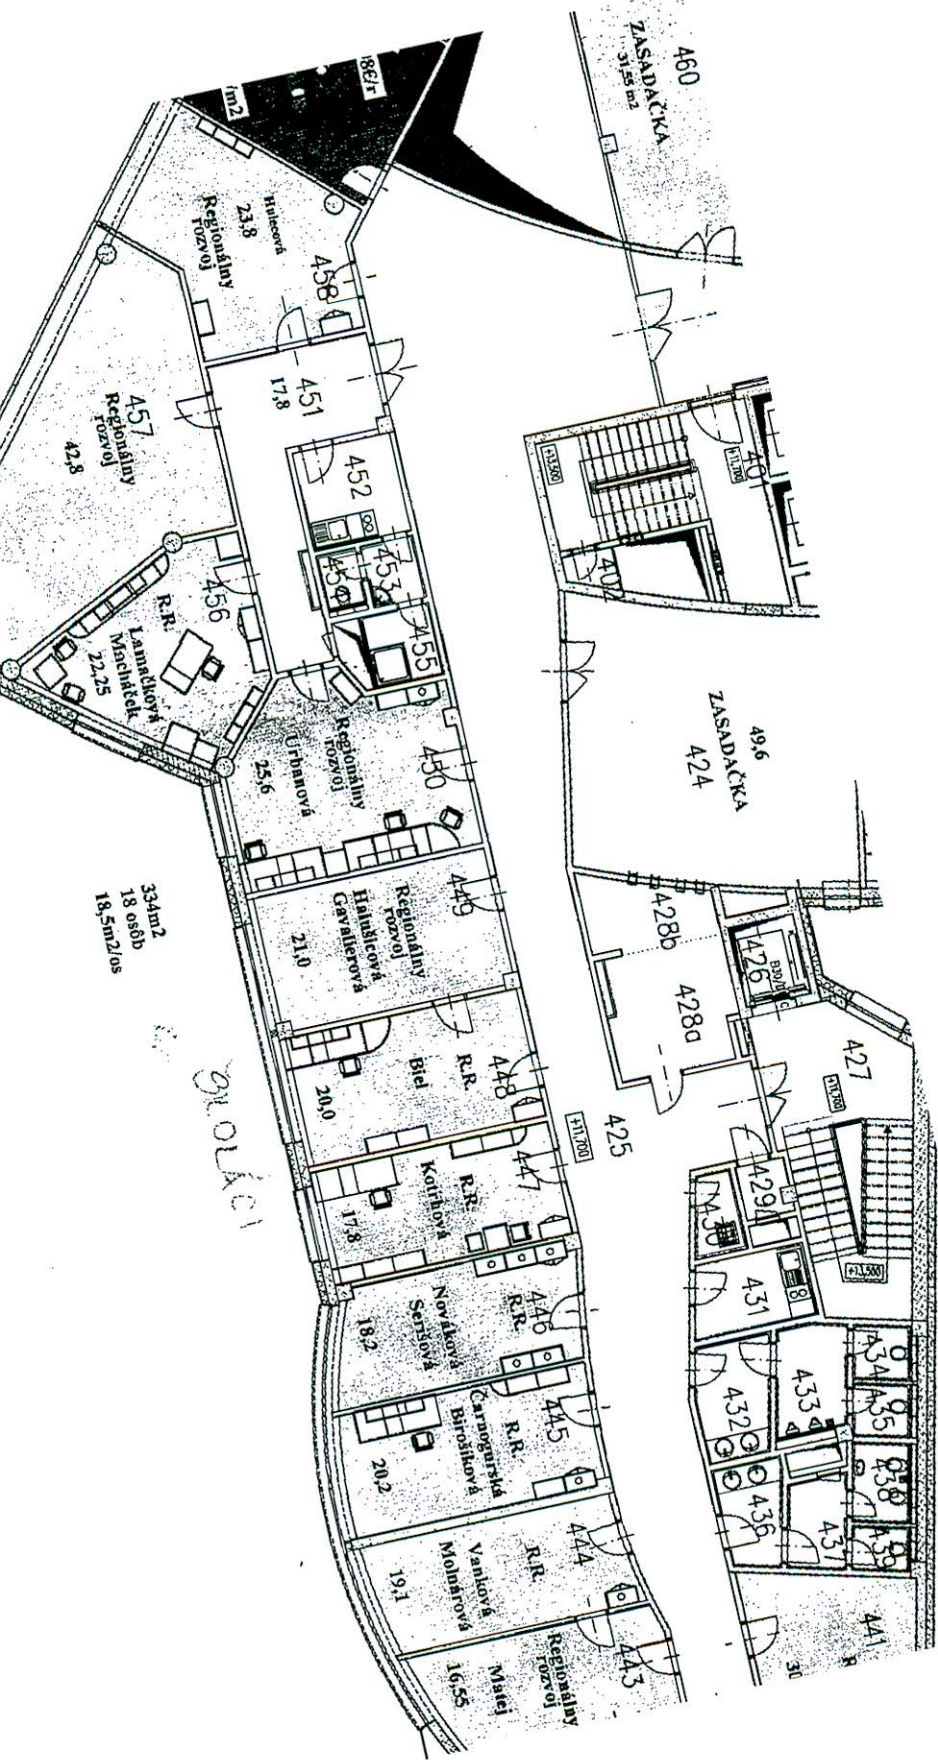 460
ZASADAČKA
31,55 m2
/m2
Hulecová
23,8
Regionálny
rozvoj
458
451
17,8
457
Regionálny
rozvoj
42,8
452
453
455
456
R.R.
Lamačková
Macháček
22,25
Regionálny
rozvoj
Urbanová
25,6
450
449
Regionálny
rozvoj
Gavalierová
21,0
448
R.R.
Biel
20,0
447
R.R.
Kotrhová
17,8
446
R.R.
Nováková
18,2
445
R.R.
Čarnogurská
Birošíková
20,2
444
R.R.
Vanková
Molnárová
19,1
443
Regionálny
rozvoj
Matej
16,55
334m2
18 osôb
18,5m2/os
+13,500
+11,700
49,6
ZASADAČKA
424
428b
428a
426
427
+11,700
425
+11,700
429
430
431
+13,500
432
433
434
435
436
437
438
439
441
30